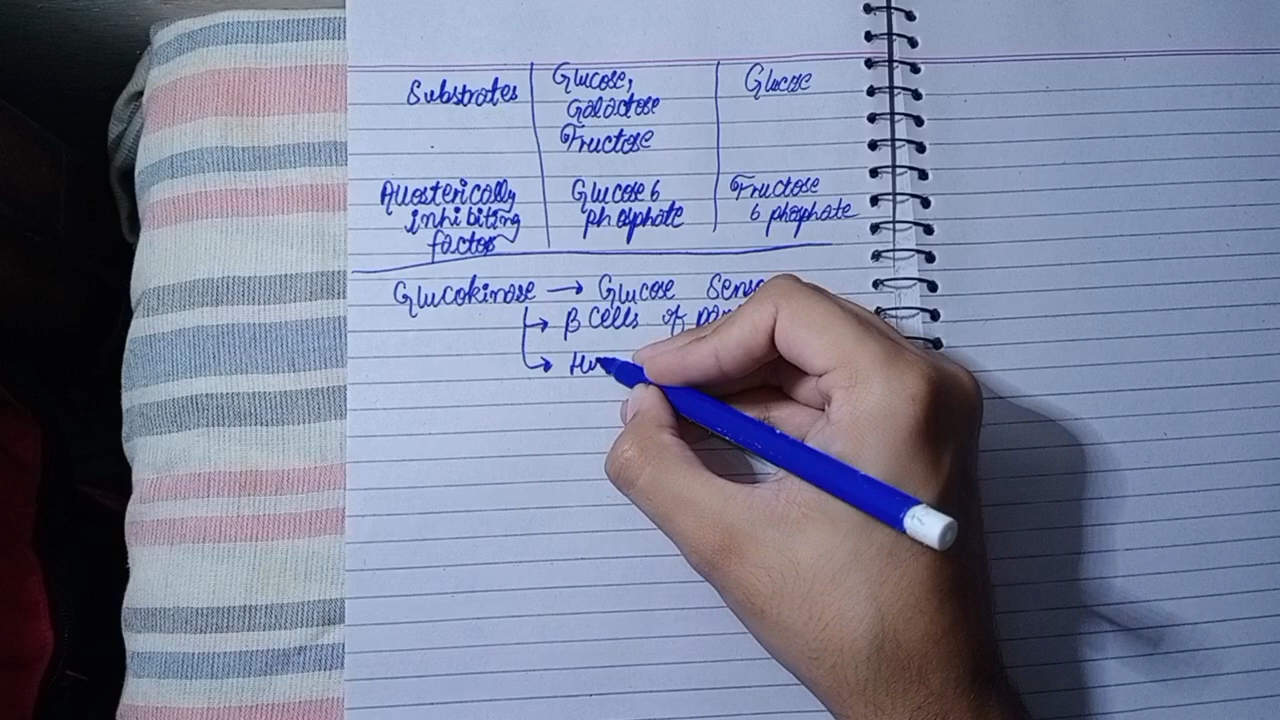 Substrates
Glucose,
Galactose
Fructose
Glucose
Allosterically
inhibiting
factor
Glucose 6
phosphate
Fructose
6 phosphate
Glucokinase → Glucose
→ β cells of
→